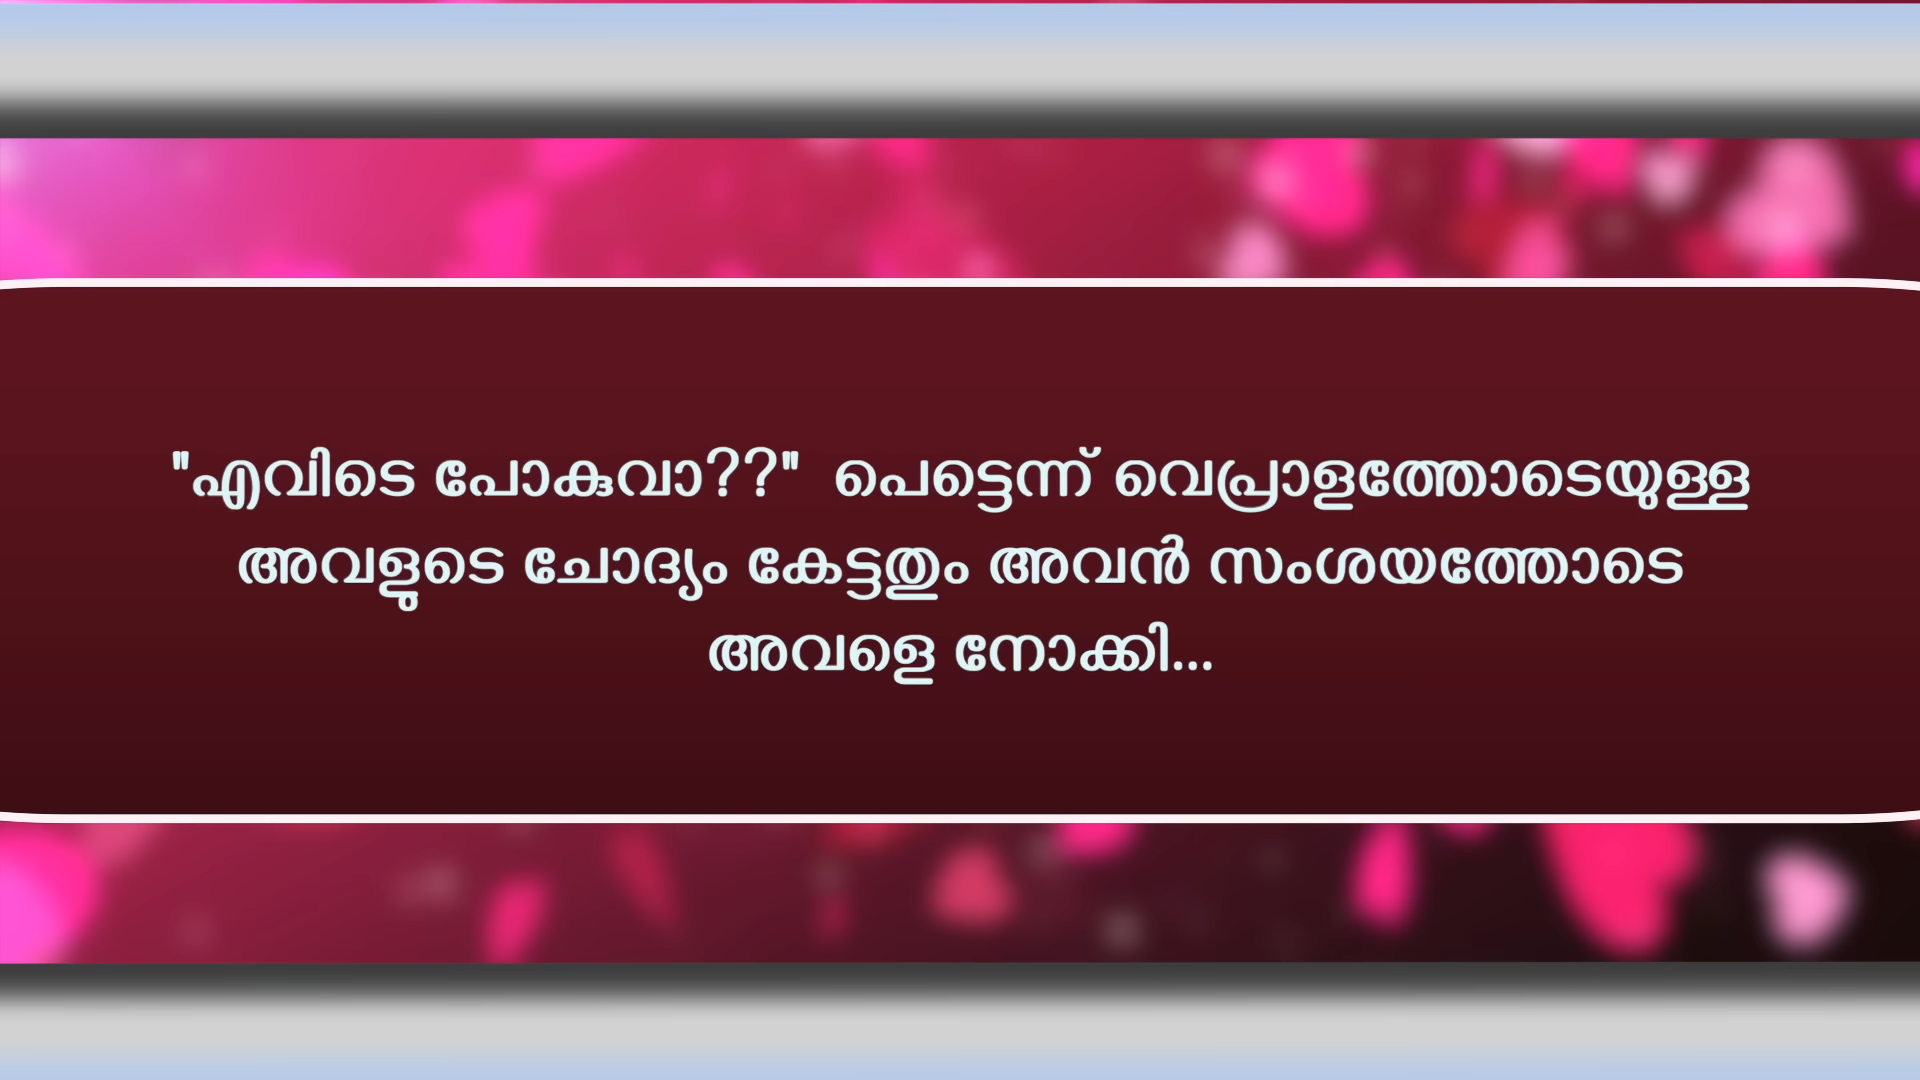 "എവിടെ പോകുവാ??" പെട്ടെന്ന് വെപ്രാളത്തോടെയുള്ള
അവളുടെ ചോദ്യം കേട്ടതും അവൻ സംശയത്തോടെ
അവളെ നോക്കി...